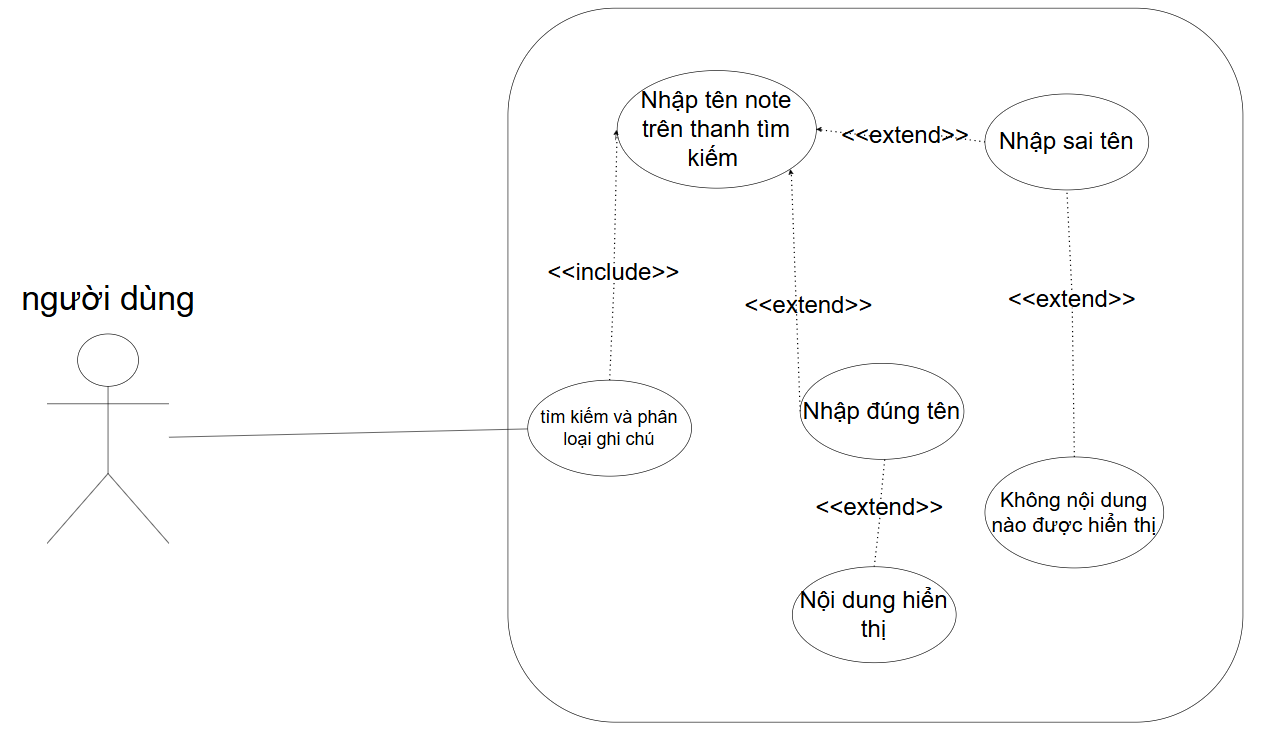 Nhập tên note
trên thanh tìm
kiếm
<<extend>>
Nhập sai tên
<<include>>
<<extend>>
<<extend>>
người dùng
tìm kiếm và phân
loại ghi chú
Nhập đúng tên
<<extend>>
Không nội dung
nào được hiển thị
Nội dung hiển
thị